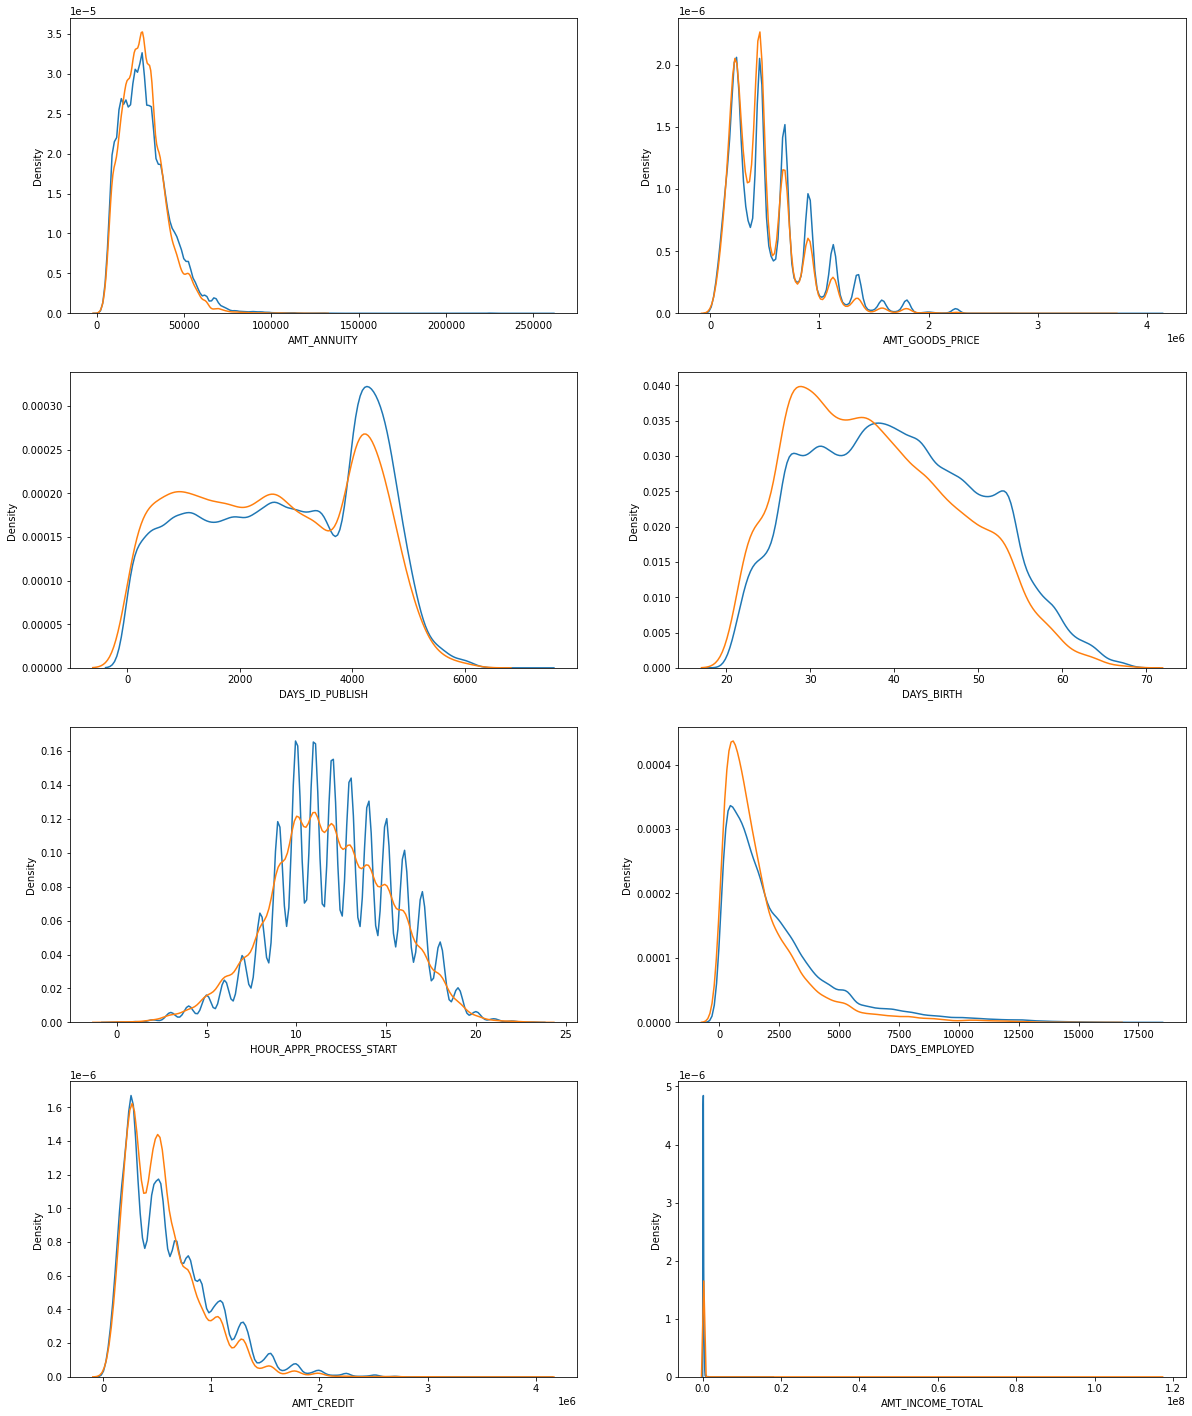 1e−5
3.5
3.0
2.5
2.0
1.5
1.0
0.5
0.0
Density
0 50000 100000 150000 200000 250000
AMT_ANNUITY
1e−6
2.0
1.5
1.0
0.5
0.0
Density
0 1 2 3 4
1e6
AMT_GOODS_PRICE
0.00030
0.00025
0.00020
0.00015
0.00010
0.00005
0.00000
Density
0 2000 4000 6000
DAYS_ID_PUBLISH
0.040
0.035
0.030
0.025
0.020
0.015
0.010
0.005
0.000
Density
20 30 40 50 60 70
DAYS_BIRTH
0.16
0.14
0.12
0.10
0.08
0.06
0.04
0.02
0.00
Density
0 5 10 15 20 25
HOUR_APPR_PROCESS_START
0.0004
0.0003
0.0002
0.0001
0.0000
Density
0 2500 5000 7500 10000 12500 15000 17500
DAYS_EMPLOYED
1e−6
1.6
1.4
1.2
1.0
0.8
0.6
0.4
0.2
0.0
Density
0 1 2 3 4
1e6
AMT_CREDIT
1e−6
5
4
3
2
1
0
Density
0.0 0.2 0.4 0.6 0.8 1.0 1.2
1e8
AMT_INCOME_TOTAL